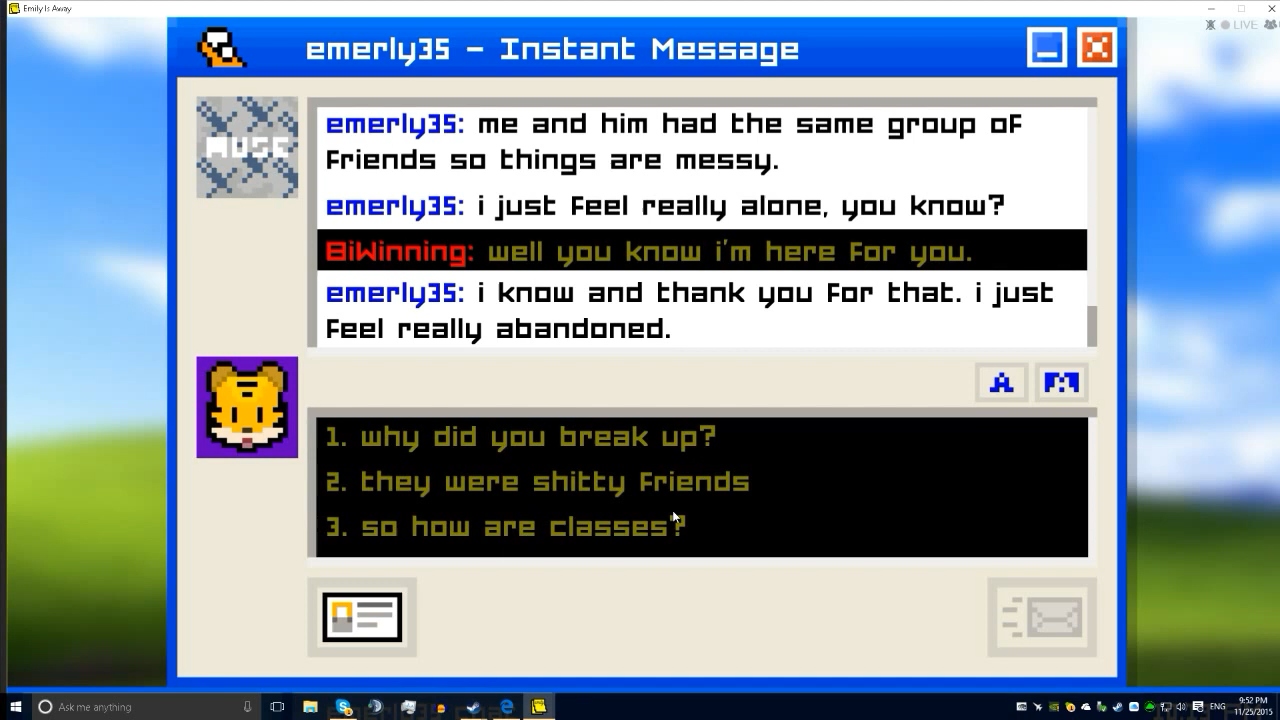 Emily Is Away
LIVE
emerly35 - Instant Message
MUSE
emerly35: me and him had the same group of
friends so things are messy.
emerly35: i just feel really alone, you know?
BiWinning: well you know i'm here for you.
emerly35: i know and thank you for that. i just
feel really abandoned.
A
1. why did you break up?
2. they were shitty friends
3. so how are classes?
Ask me anything
ENG
9:52 PM
11/25/2015